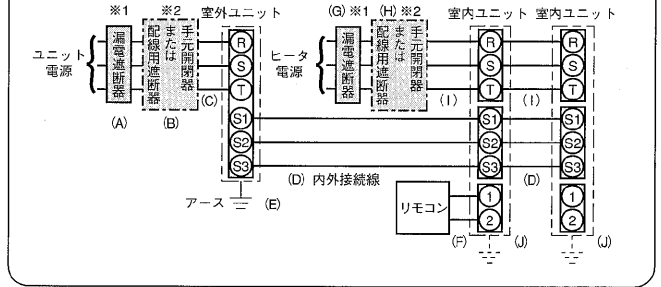 ※1 ※2 室外ユニット (G) ※1 (H) ※2 室内ユニット 室内ユニット
ユニット電源
漏電遮断器
手元開閉器
または
配線用遮断器
R
S
T
(A)
(B)
(C)
ヒータ電源
漏電遮断器
手元開閉器
または
配線用遮断器
R
S
T
R
S
T
(I)
(I)
S1
S2
S3
S1
S2
S3
S1
S2
S3
(D) 内外接続線
(D)
アース
(E)
リモコン
1
2
1
2
(F)
(J)
(J)